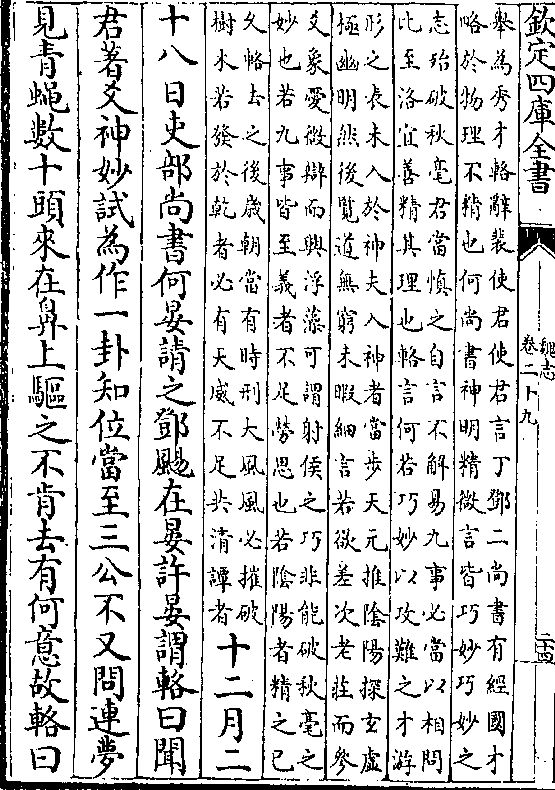 欽定四庫全書
魏志
卷二十九
舉為秀才輅辭裴使君使君言丁鄧二尚書有經國才
略於物理不精也何尚書神明精微言皆巧妙巧妙之
志殆破秋毫君當慎之自言不解易九事必當以相問
比至洛宜善精其理也輅言何若巧妙以攻難之才游
形之表未入於神夫入神者當步天元推陰陽探玄虛
極幽明然後覧道無窮未暇細言若欲差次老莊而參
爻象愛微辯而興浮藻可謂射侯之巧非能破秋毫之
妙也若九事皆至義者不足勞思也若陰陽者精之已
久輅去之後歳朝當有時刑大風風必摧破
樹木若發於乾者必有天威不足共清譚者
十二月二
十八日吏部尚書何晏請之鄧颺在晏許晏謂輅曰聞
君著爻神妙試為作一卦知位當至三公不又問連夢
見青蠅數十頭來在鼻上驅之不肯去有何意故輅曰